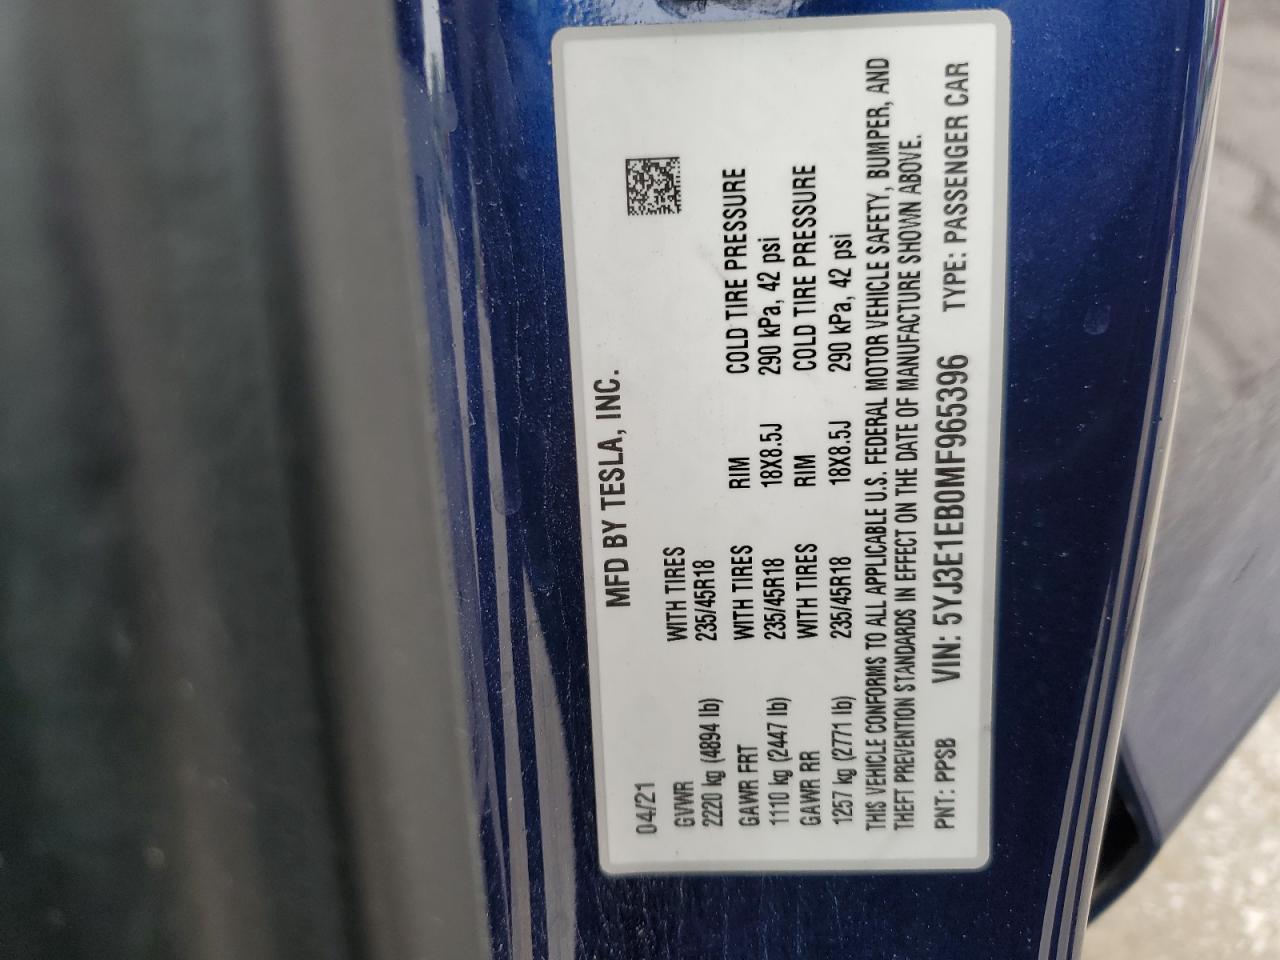 MFD BY TESLA, INC.
04/21
GVWR WITH TIRES
2220 kg (4894 lb) 235/45R18
GAWR FRT WITH TIRES RIM COLD TIRE PRESSURE
1110 kg (2447 lb) 235/45R18 18X8.5J 290 kPa, 42 psi
GAWR RR WITH TIRES RIM COLD TIRE PRESSURE
1257 kg (2771 lb) 235/45R18 18X8.5J 290 kPa, 42 psi
THIS VEHICLE CONFORMS TO ALL APPLICABLE U.S. FEDERAL MOTOR VEHICLE SAFETY, BUMPER, AND
THEFT PREVENTION STANDARDS IN EFFECT ON THE DATE OF MANUFACTURE SHOWN ABOVE.
PNT: PPSB VIN: 5YJ3E1EB0MF965396 TYPE: PASSENGER CAR